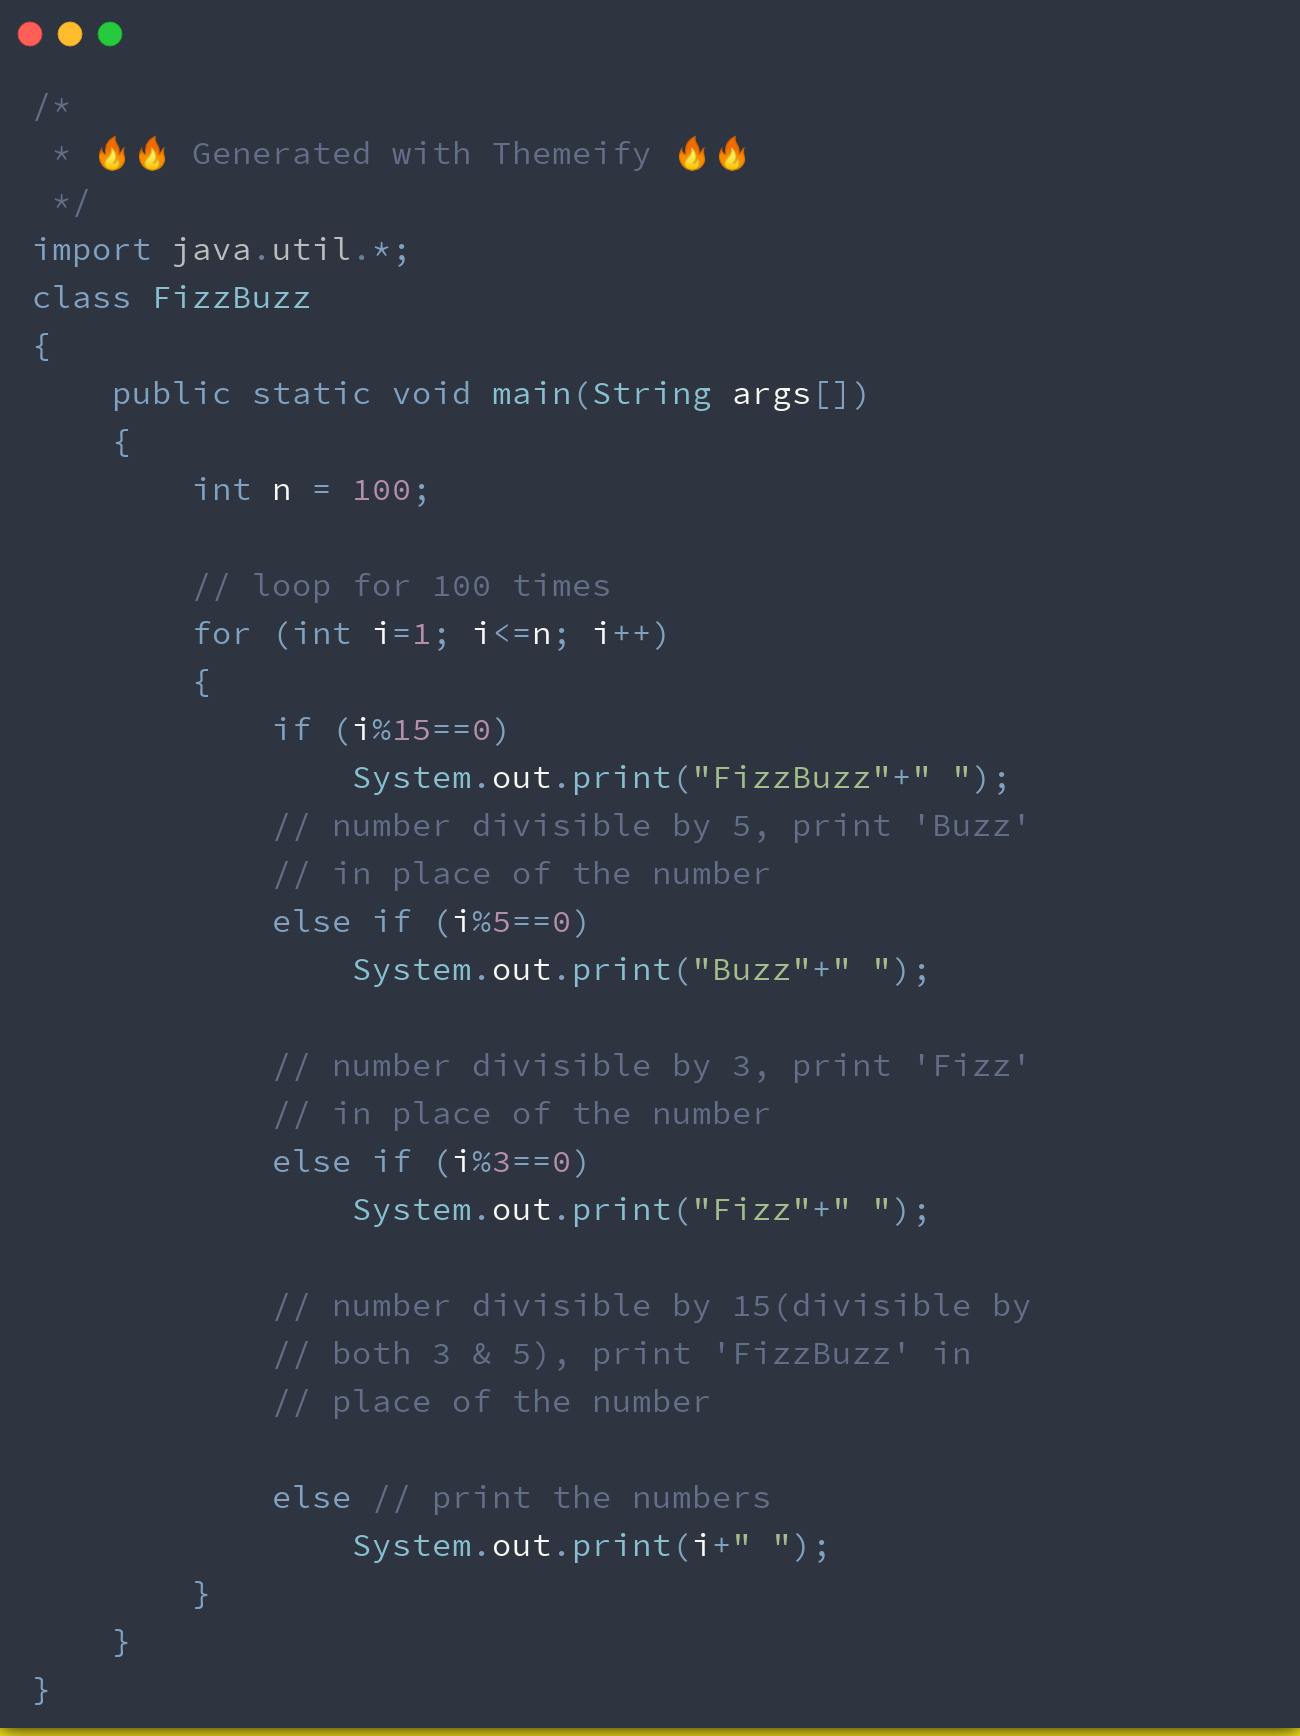 /*
 * 🔥🔥 Generated with Themeify 🔥🔥
 */
import java.util.*;
class FizzBuzz
{
    public static void main(String args[])
    {
        int n = 100;

        // loop for 100 times
        for (int i=1; i<=n; i++)
        {
            if (i%15==0)
                System.out.print("FizzBuzz"+" ");
            // number divisible by 5, print 'Buzz'
            // in place of the number
            else if (i%5==0)
                System.out.print("Buzz"+" ");

            // number divisible by 3, print 'Fizz'
            // in place of the number
            else if (i%3==0)
                System.out.print("Fizz"+" ");

            // number divisible by 15(divisible by
            // both 3 & 5), print 'FizzBuzz' in
            // place of the number

            else // print the numbers
                System.out.print(i+" ");
        }
    }
}